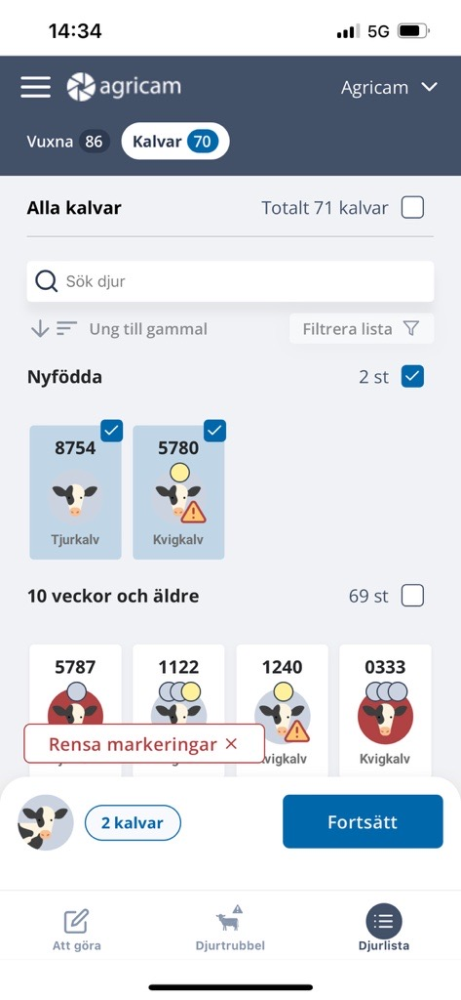 14:34 5G
agricam Agricam
Vuxna 86 Kalvar 70
Alla kalvar Totalt 71 kalvar
Sök djur
Ung till gammal Filtrera lista
Nyfödda 2 st
8754 5780
Tjurkalv Kvigkalv
10 veckor och äldre 69 st
5787 1122 1240 0333
Rensa markeringar ×
vigkalv Kvigkalv
2 kalvar Fortsätt
Att göra Djurtrubbel Djurlista